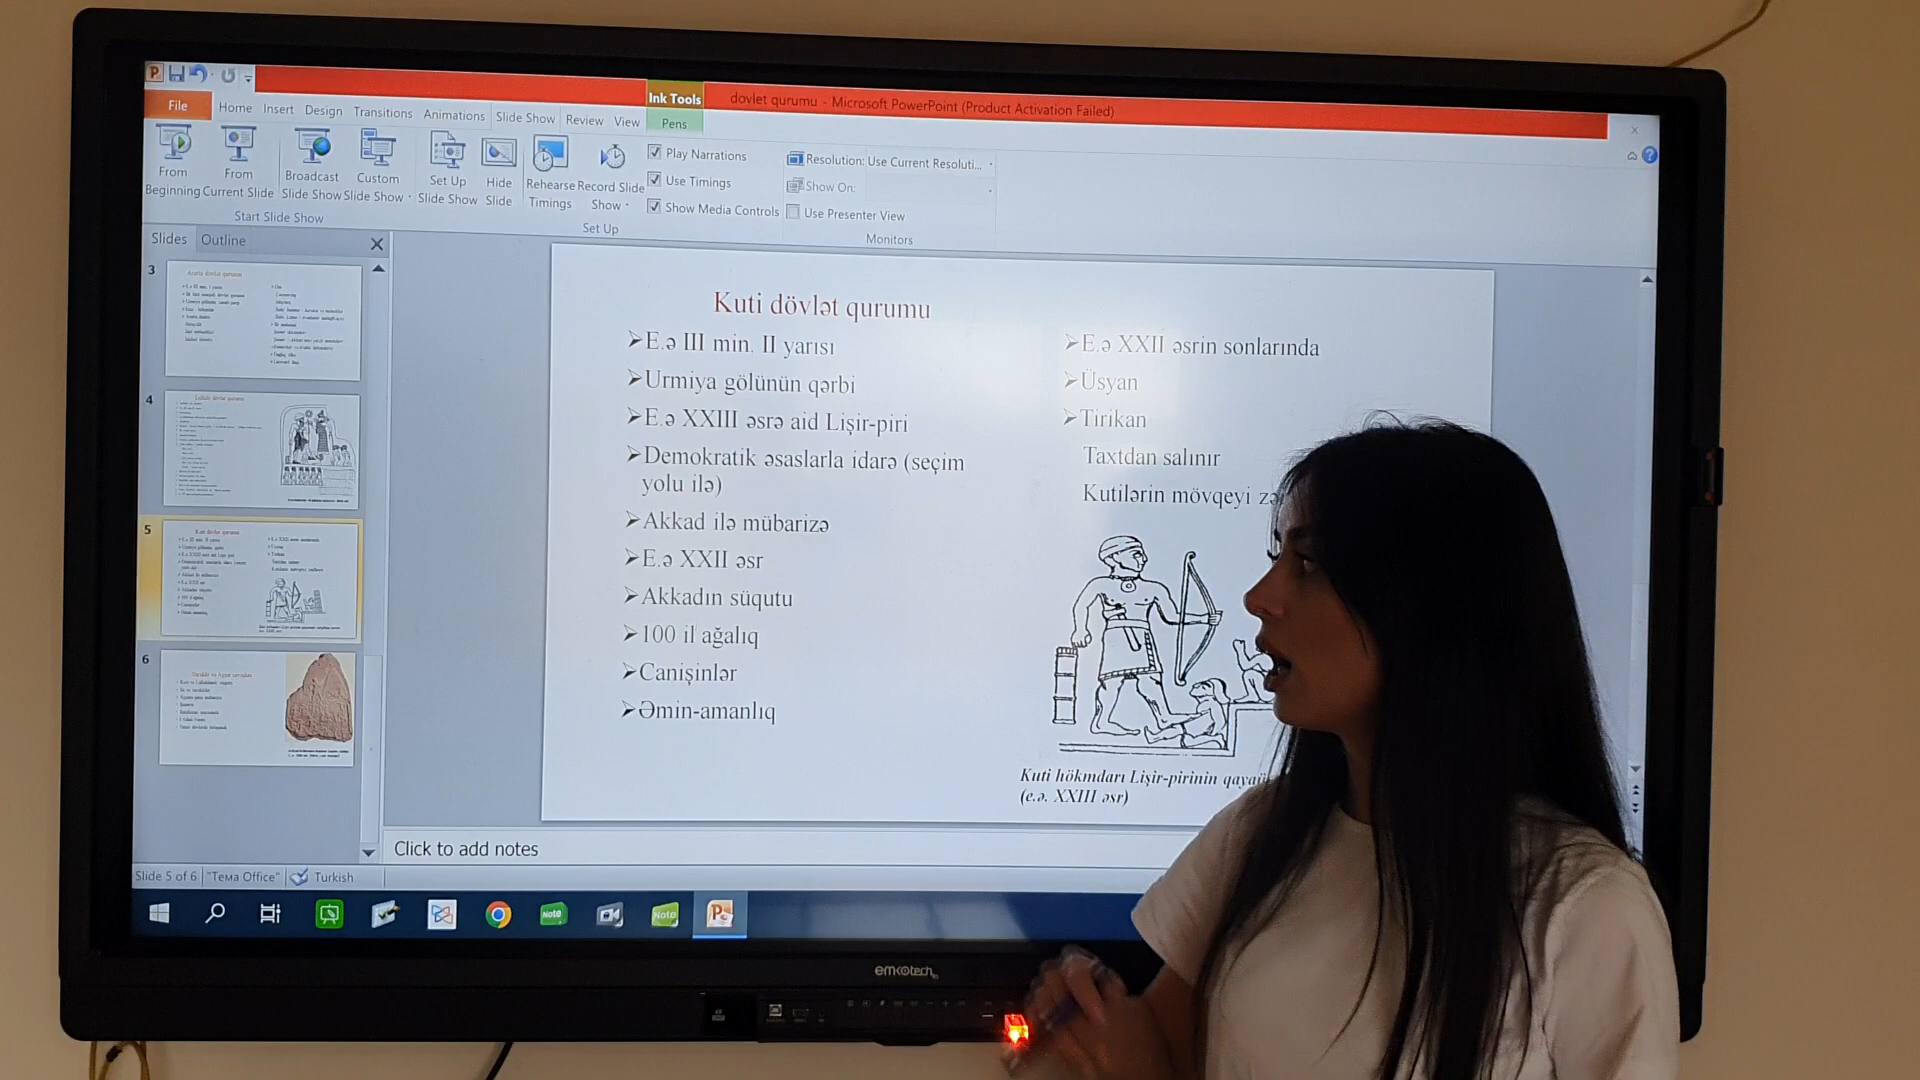 Ink Tools
dovlet qurumu - Microsoft PowerPoint (Product Activation Failed)
File Home Insert Design Transitions Animations Slide Show Review View Pens
From Beginning
From Current Slide
Broadcast Slide Show
Custom Slide Show
Set Up Slide Show
Hide Slide
Rehearse Timings
Record Slide Show
Play Narrations
Use Timings
Show Media Controls
Resolution: Use Current Resoluti...
Show On:
Use Presenter View
Start Slide Show
Set Up
Monitors
Slides Outline
3
4
5
6
Kuti dövlət qurumu
E.ə III min. II yarısı
Urmiya gölünün qərbi
E.ə XXIII əsrə aid Lişir-piri
Demokratik əsaslarla idarə (seçim
yolu ilə)
Akkad ilə mübarizə
E.ə XXII əsr
Akkadın süqutu
100 il ağalıq
Canişinlər
Əmin-amanlıq
E.ə XXII əsrin sonlarında
Üsyan
Tirikan
Taxtdan salınır
Kutilərin mövqeyi
Kuti hökmdarı Lişir-pirinin
(e.ə. XXIII əsr)
Click to add notes
Slide 5 of 6
"Тема Office"
Turkish
Note
Note
emkotech